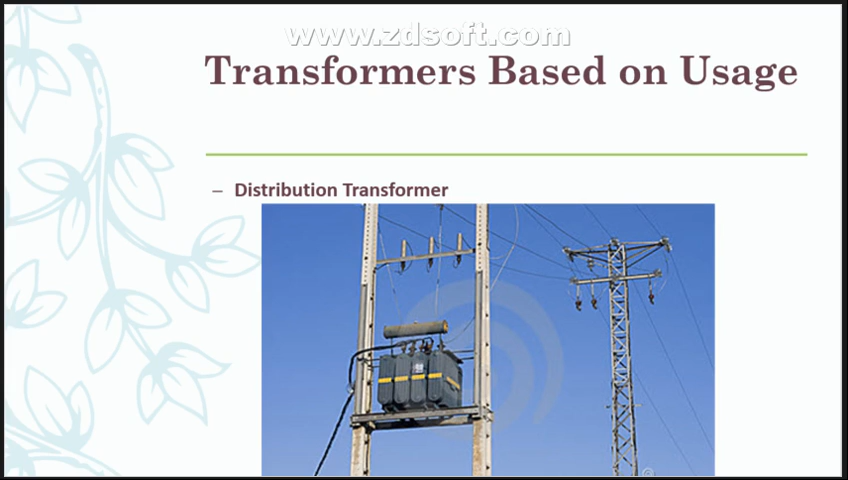 www.zdsoft.com
Transformers Based on Usage
– Distribution Transformer